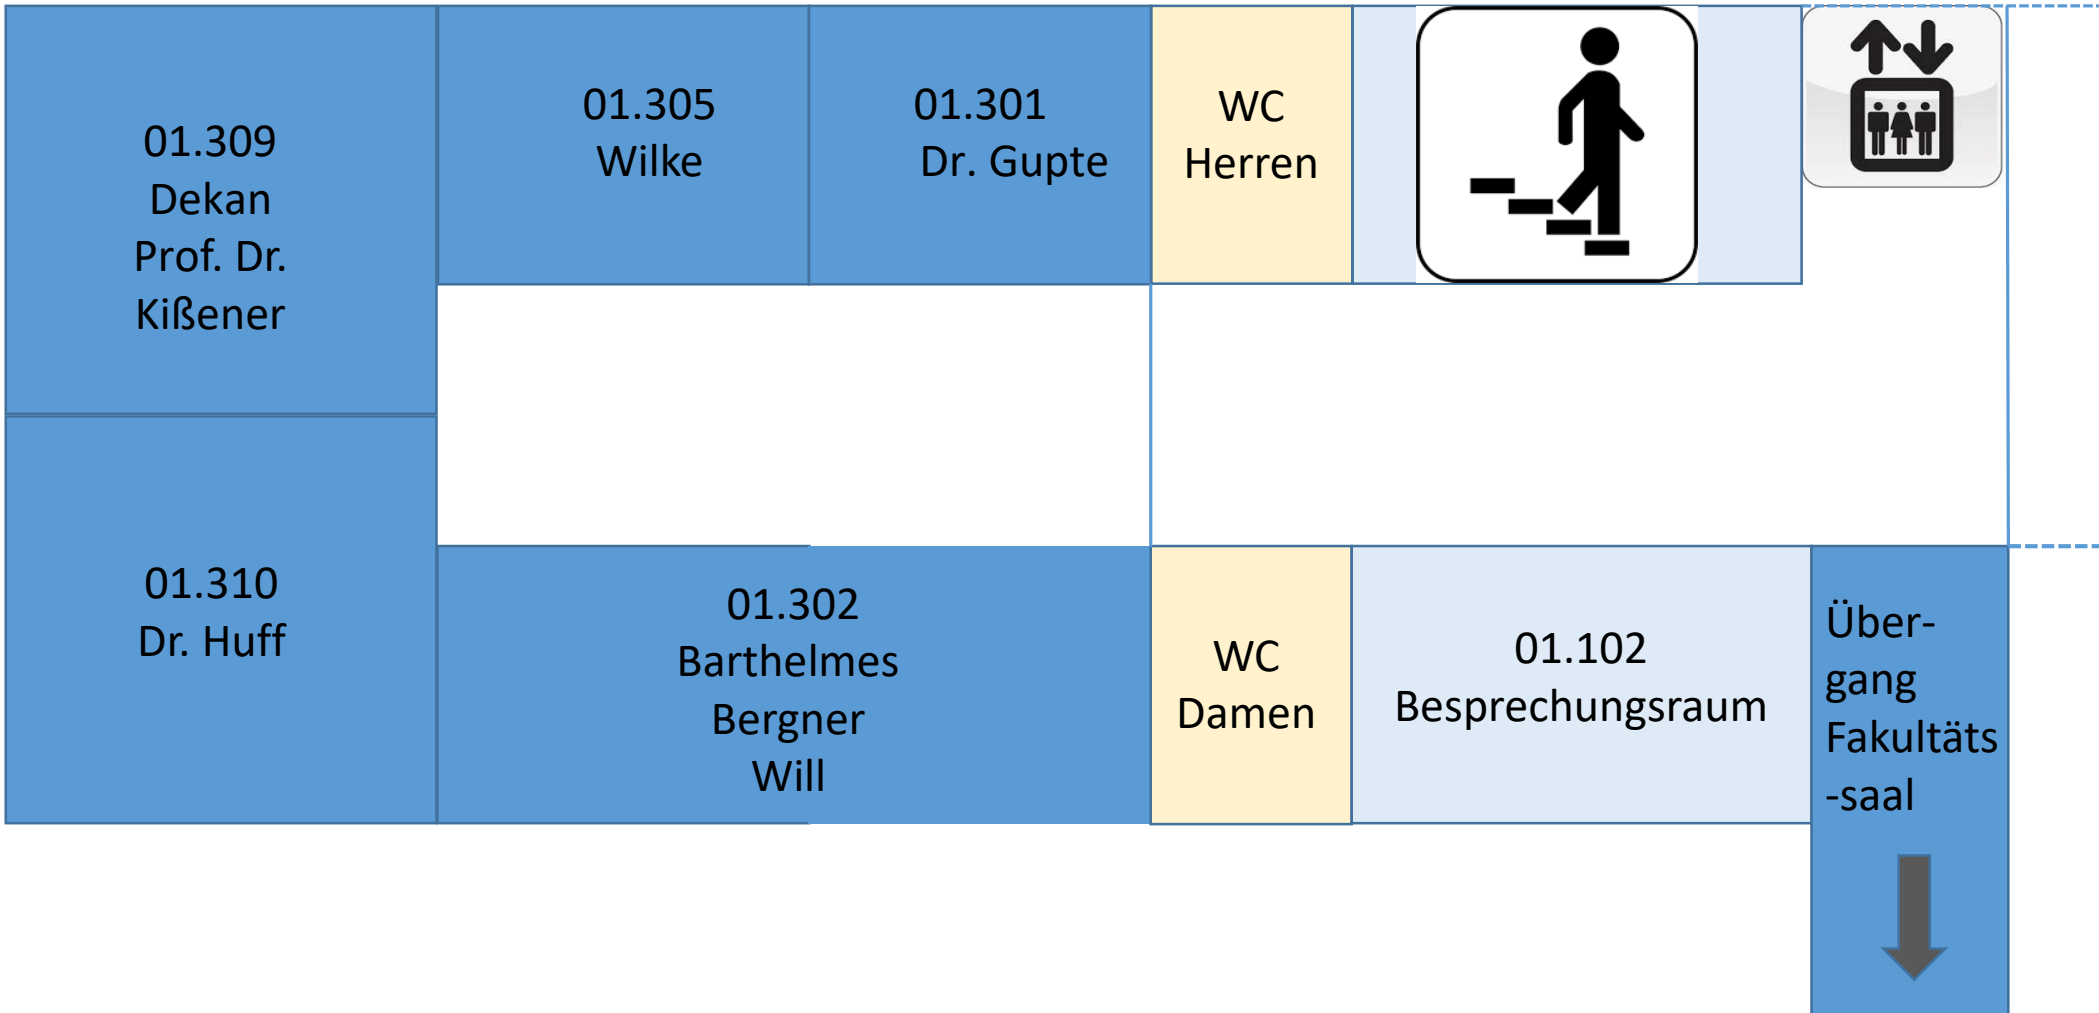 01.309
Dekan
Prof. Dr.
Kißener
01.305
Wilke
01.301
Dr. Gupte
WC
Herren
01.310
Dr. Huff
01.302
Barthelmes
Bergner
Will
WC
Damen
01.102
Besprechungsraum
Über-
gang
Fakultäts
-saal